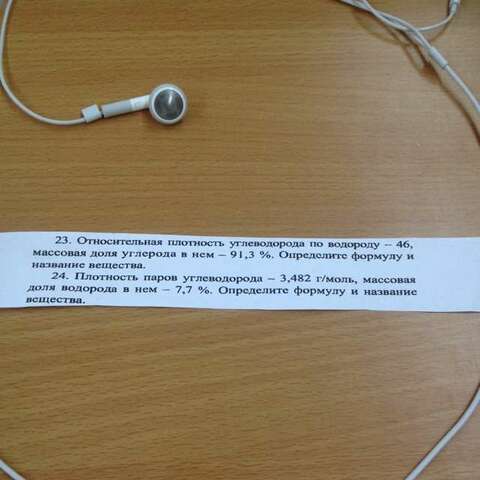 23. Относительная плотность углеводорода по водороду – 46,
массовая доля углерода в нем – 91,3 %. Определите формулу и
название вещества.
24. Плотность паров углеводорода – 3,482 г/моль, массовая
доля водорода в нем – 7,7 %. Определите формулу и название
вещества.